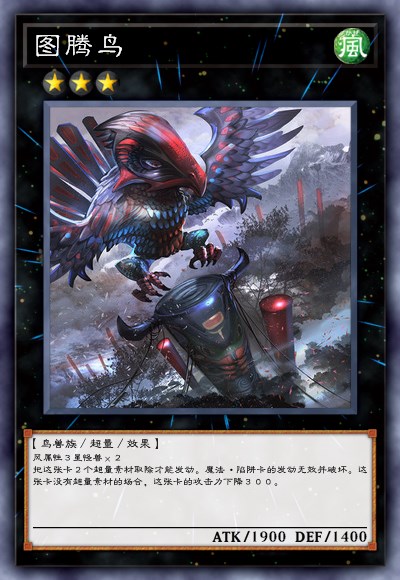 图腾鸟
風
【鸟兽族／超量／效果】
风属性３星怪兽×２
把这张卡２个超量素材取除才能发动。魔法·陷阱卡的发动无效并破坏。这
张卡没有超量素材的场合，这张卡的攻击力下降３００。
ATK/1900 DEF/1400